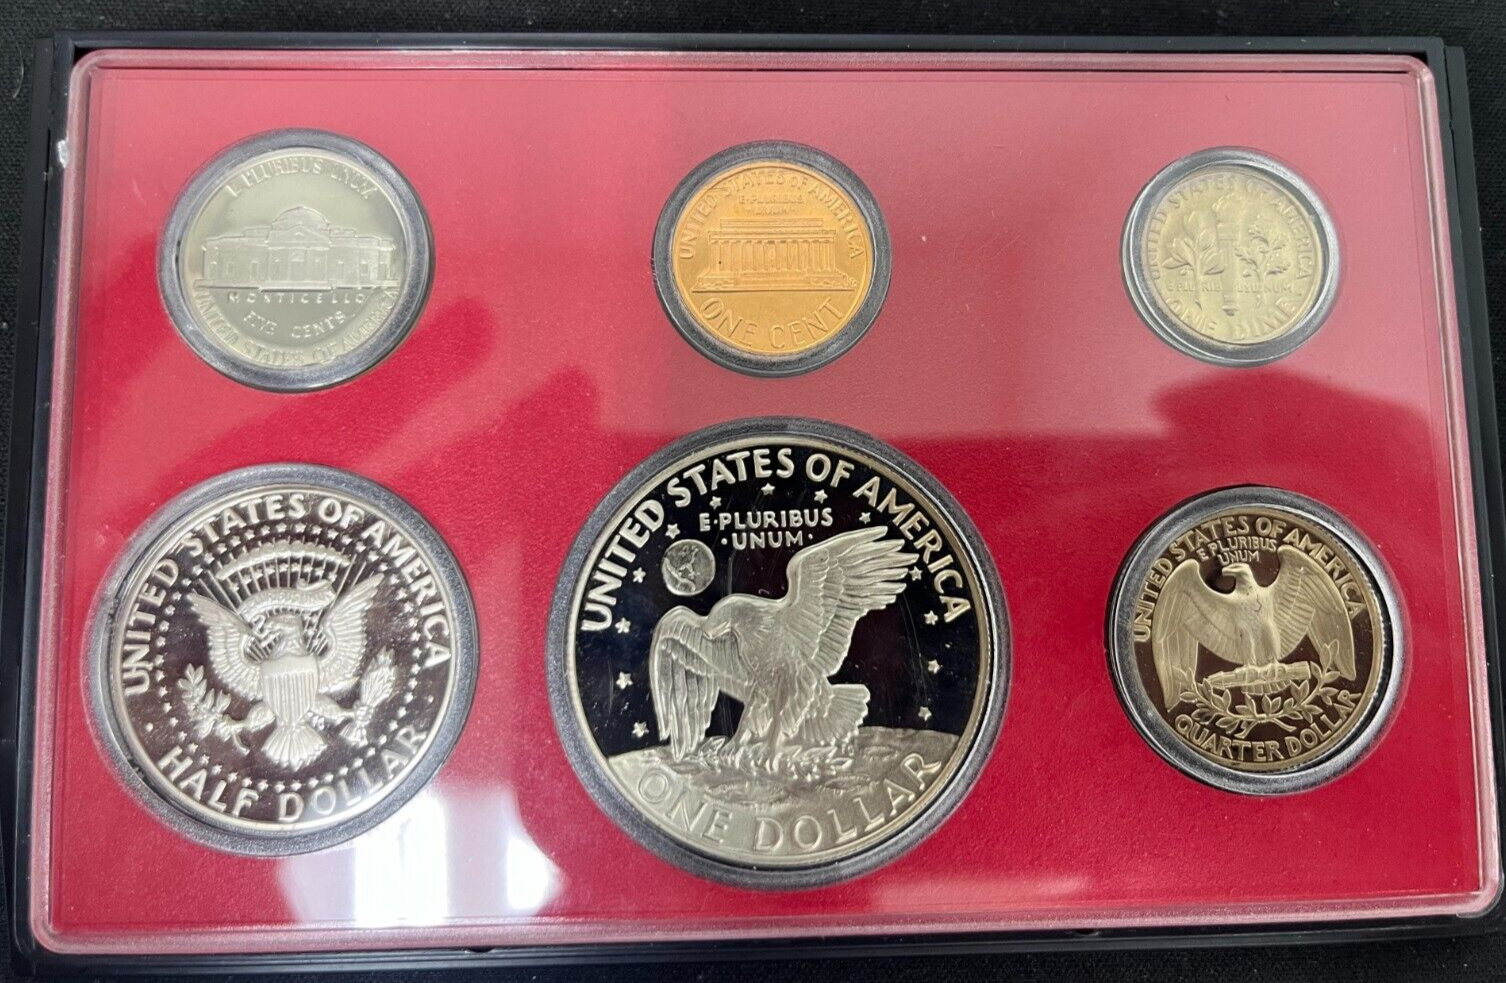 E PLURIBUS UNUM
MONTICELLO
FIVE CENTS
UNITED STATES OF AMERICA
UNITED STATES OF AMERICA
E·PLURIBUS
·UNUM·
ONE CENT
UNITED STATES OF AMERICA
E PLURIBUS UNUM
ONE DIME
UNITED STATES OF AMERICA
· HALF DOLLAR ·
UNITED STATES OF AMERICA
E·PLURIBUS
·UNUM·
ONE DOLLAR
UNITED STATES OF AMERICA
E PLURIBUS
UNUM
QUARTER DOLLAR